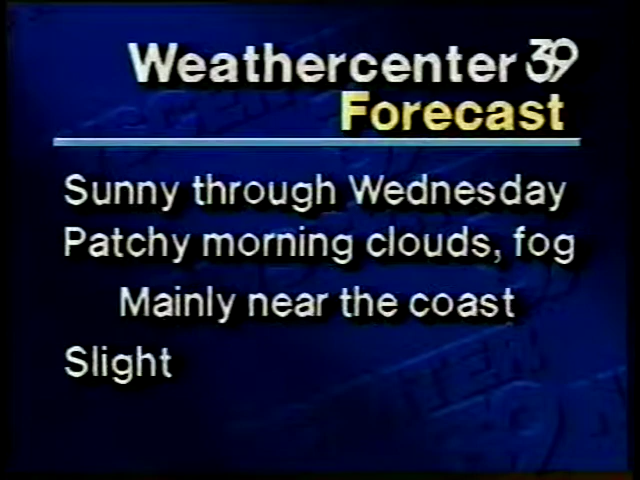 Weathercenter 39
Forecast
Sunny through Wednesday
Patchy morning clouds, fog
Mainly near the coast
Slight